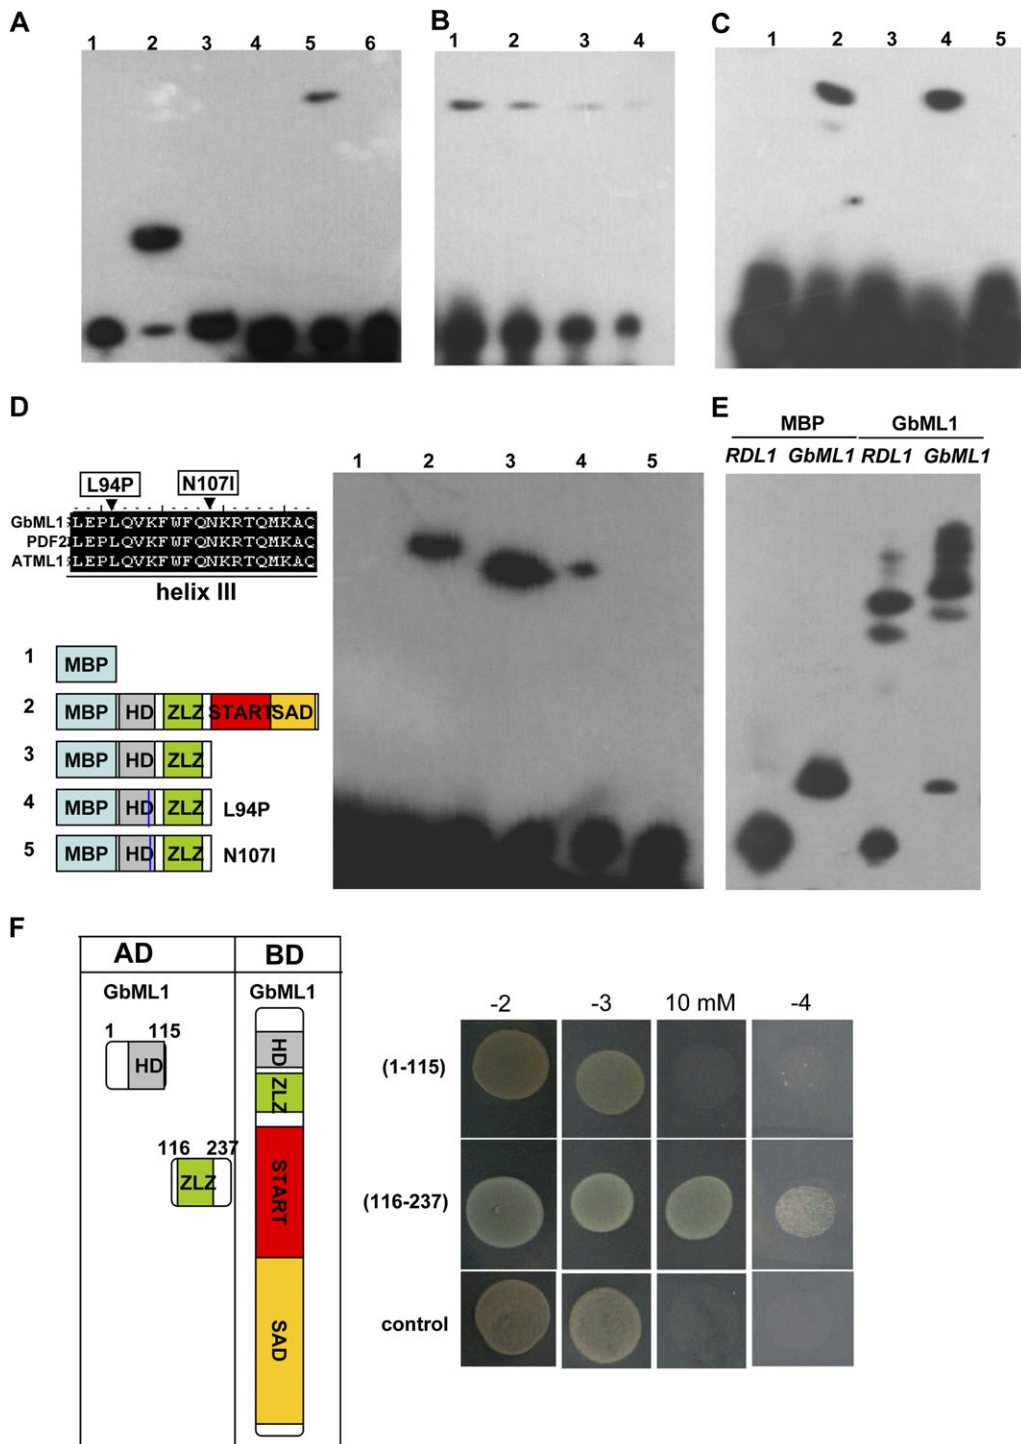 A
1 2 3 4 5 6
B
1 2 3 4
C
1 2 3 4 5
D
L94P N107I
GbML1 LEPLQVKFWFQNKRTQMKAC
PDF2 LEPLQVKFWFQNKRTQMKAC
ATML1 LEPLQVKFWFQNKRTQMKAC
helix III
1 MBP
2 MBP HD ZLZ START SAD
3 MBP HD ZLZ
4 MBP HD ZLZ L94P
5 MBP HD ZLZ N107I
1 2 3 4 5
E
MBP GbML1
RDL1 GbML1 RDL1 GbML1
F
AD BD
GbML1 GbML1
1 115
HD
116 237
ZLZ
HD
ZLZ
START
SAD
-2 -3 10 mM -4
(1-115)
(116-237)
control